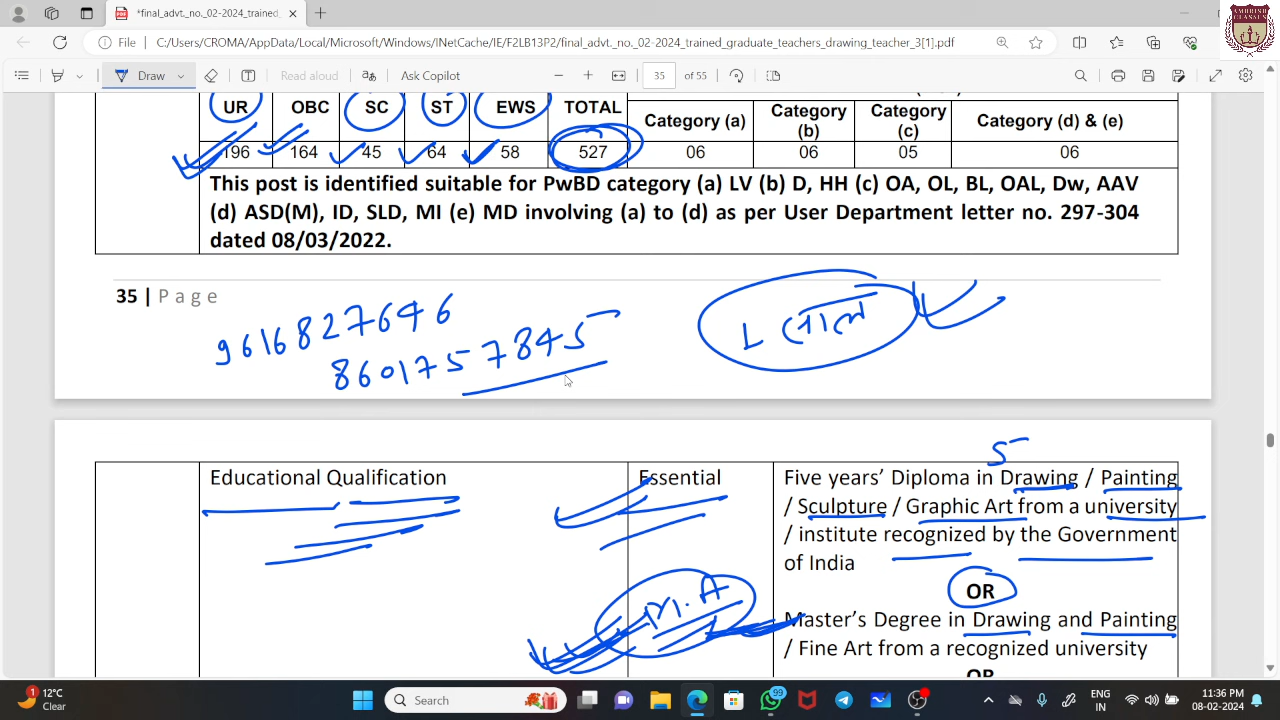 *final_advt._no._02-2024_trained_
File C:/Users/CROMA/AppData/Local/Microsoft/Windows/INetCache/IE/F2LB13P2/final_advt._no._02-2024_trained_graduate_teachers_drawing_teacher_3[1].pdf
AMBRISH CLASSES
Draw Read aloud Ask Copilot 35 of 55
UR OBC SC ST EWS TOTAL Category (a) Category (b) Category (c) Category (d) & (e)
196 164 45 64 58 527 06 06 05 06
This post is identified suitable for PwBD category (a) LV (b) D, HH (c) OA, OL, BL, OAL, Dw, AAV
(d) ASD(M), ID, SLD, MI (e) MD involving (a) to (d) as per User Department letter no. 297-304
dated 08/03/2022.
35 | Page
9616827646
8601757845
Educational Qualification Essential
5
Five years’ Diploma in Drawing / Painting
/ Sculpture / Graphic Art from a university
/ institute recognized by the Government
of India
OR
M.A
Master’s Degree in Drawing and Painting
/ Fine Art from a recognized university
OR
1
12°C
Clear
Search
99
ENG
IN
11:36 PM
08-02-2024